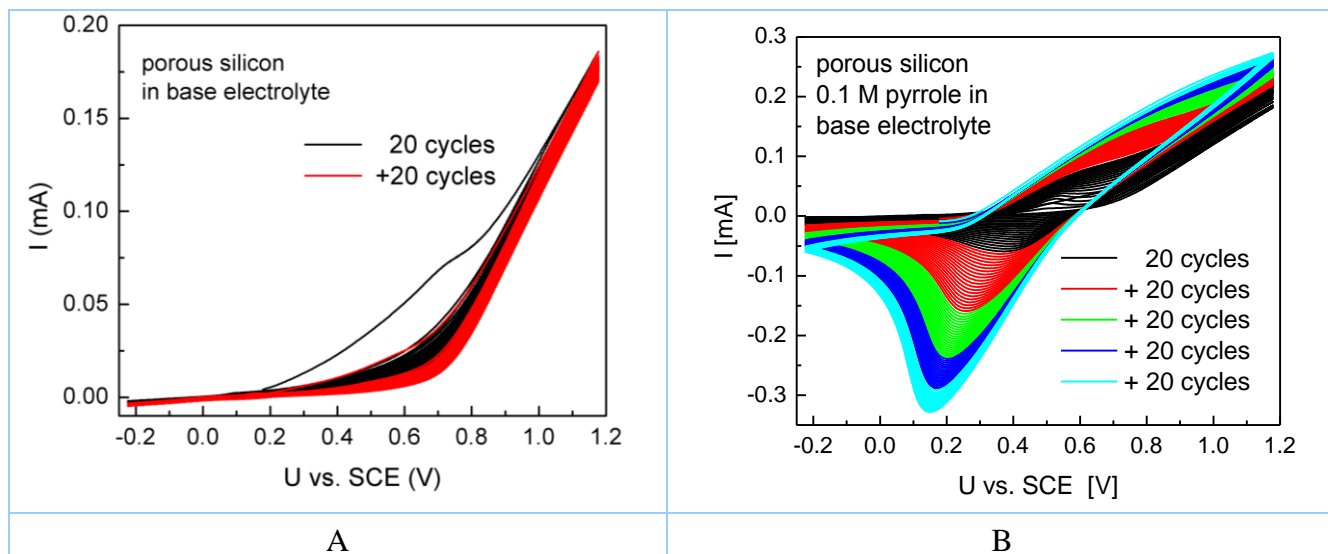 0.20
0.15
0.10
0.05
0.00
I (mA)
porous silicon
in base electrolyte
20 cycles
+20 cycles
-0.2 0.0 0.2 0.4 0.6 0.8 1.0 1.2
U vs. SCE (V)
A
0.3
0.2
0.1
0.0
-0.1
-0.2
-0.3
I [mA]
porous silicon
0.1 M pyrrole in
base electrolyte
20 cycles
+ 20 cycles
+ 20 cycles
+ 20 cycles
+ 20 cycles
-0.2 0.0 0.2 0.4 0.6 0.8 1.0 1.2
U vs. SCE [V]
B